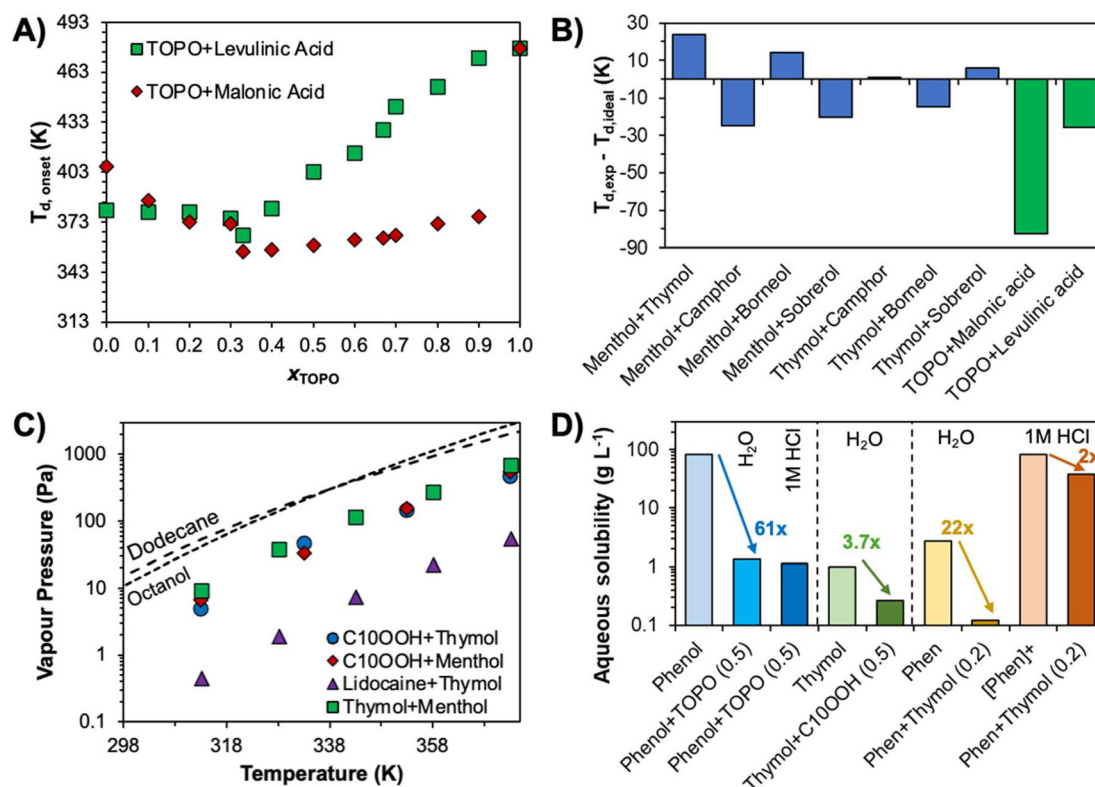 A)
T_d, onset (K)
493
463
433
403
373
343
313
TOPO+Levulinic Acid
TOPO+Malonic Acid
0.0 0.1 0.2 0.3 0.4 0.5 0.6 0.7 0.8 0.9 1.0
x_TOPO
B)
T_d,exp - T_d,ideal (K)
30
10
-10
-30
-50
-70
-90
Menthol+Thymol
Menthol+Camphor
Menthol+Borneol
Menthol+Sobrerol
Thymol+Camphor
Thymol+Borneol
Thymol+Sobrerol
TOPO+Malonic acid
TOPO+Levulinic acid
C)
Vapour Pressure (Pa)
1000
100
10
1
0.1
Dodecane
Octanol
C10OOH+Thymol
C10OOH+Menthol
Lidocaine+Thymol
Thymol+Menthol
298 318 338 358
Temperature (K)
D)
Aqueous solubility (g L⁻¹)
100
10
1
0.1
H₂O
1M HCl
H₂O
H₂O
1M HCl
61x
3.7x
22x
2x
Phenol
Phenol+TOPO (0.5)
Phenol+TOPO (0.5)
Thymol
Thymol+C10OOH (0.5)
Phen
Phen+Thymol (0.2)
[Phen]+
Phen+Thymol (0.2)